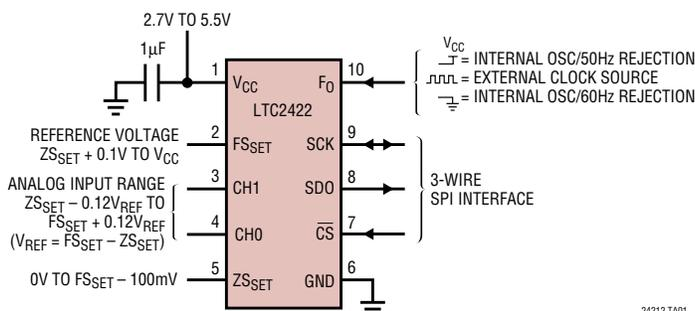 2.7V TO 5.5V
1µF
1
VCC
LTC2422
FO
10
VCC
= INTERNAL OSC/50Hz REJECTION
= EXTERNAL CLOCK SOURCE
= INTERNAL OSC/60Hz REJECTION
REFERENCE VOLTAGE
ZSSET + 0.1V TO VCC
2
FSSET
SCK
9
ANALOG INPUT RANGE
ZSSET – 0.12VREF TO
FSSET + 0.12VREF
(VREF = FSSET – ZSSET)
3
CH1
SDO
8
3-WIRE
SPI INTERFACE
4
CH0
CS
7
0V TO FSSET – 100mV
5
ZSSET
GND
6
24212 TA01